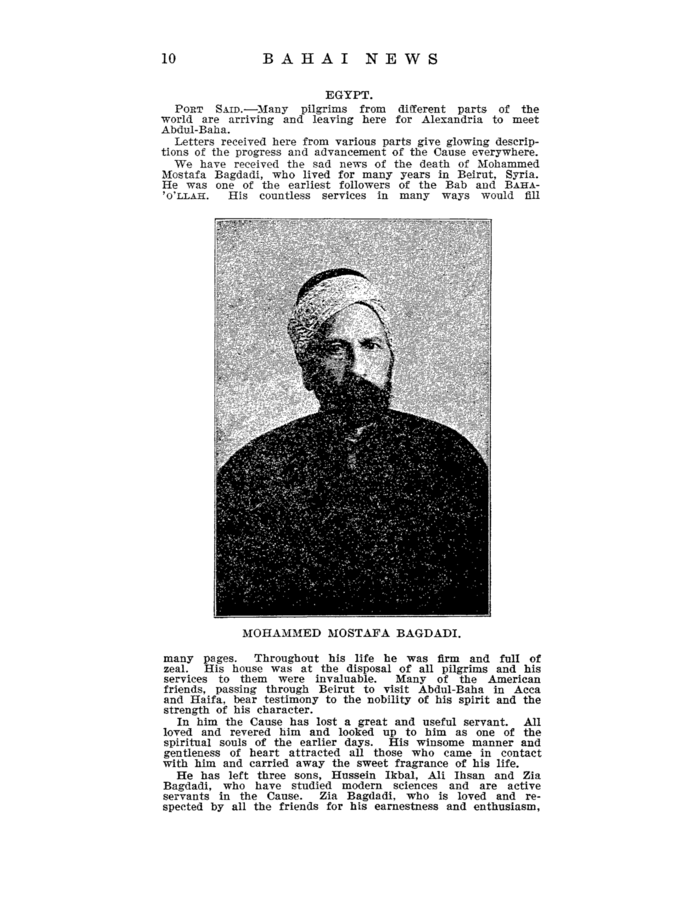 10 BAHAI NEWS
EGYPT.
PORT SAID.—Many pilgrims from different parts of the
world are arriving and leaving here for Alexandria to meet
Abdul-Baha.
Letters received here from various parts give glowing descrip-
tions of the progress and advancement of the Cause everywhere.
We have received the sad news of the death of Mohammed
Mostafa Bagdadi, who lived for many years in Beirut, Syria.
He was one of the earliest followers of the Bab and BAHA-
'O'LLAH. His countless services in many ways would fill
MOHAMMED MOSTAFA BAGDADI.
many pages. Throughout his life he was firm and full of
zeal. His house was at the disposal of all pilgrims and his
services to them were invaluable. Many of the American
friends, passing through Beirut to visit Abdul-Baha in Acca
and Haifa, bear testimony to the nobility of his spirit and the
strength of his character.
In him the Cause has lost a great and useful servant. All
loved and revered him and looked up to him as one of the
spiritual souls of the earlier days. His winsome manner and
gentleness of heart attracted all those who came in contact
with him and carried away the sweet fragrance of his life.
He has left three sons, Hussein Ikbal, Ali Ihsan and Zia
Bagdadi, who have studied modern sciences and are active
servants in the Cause. Zia Bagdadi, who is loved and re-
spected by all the friends for his earnestness and enthusiasm,